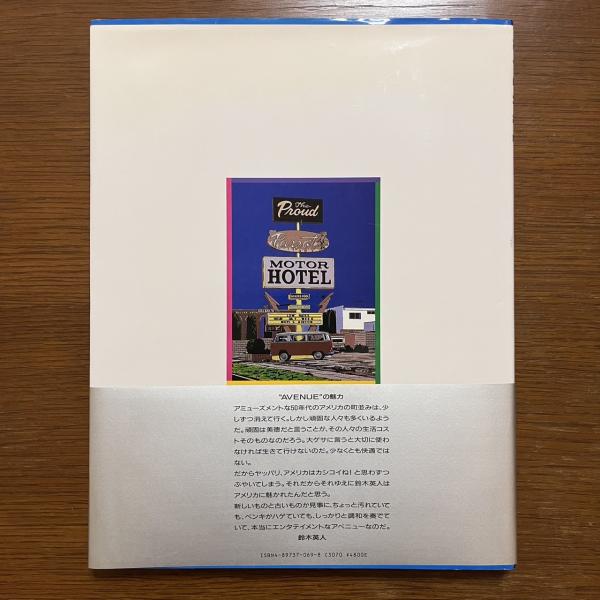 The
Proud
MOTOR
HOTEL
"AVENUE"の魅力
アミューズメントな50年代のアメリカの町並みは、少
しずつ消えて行く。しかし頑固な人々も多くいるよう
だ。頑固は美徳だと言うことが、その人々の生活コス
トそのものなのだろう。大ゲサに言うと大切に使わ
なければ生きて行けないのだ。少なくとも快適では
ない。
だからヤッパリ、アメリカはカシコイね!と思わずつ
ぶやいてしまう。それだからそれゆえに鈴木英人は
アメリカに魅かれたんだと思う。
新しいものと古いものが見事に、ちょっと汚れていて
も、ペンキがハゲていても、しっかりと調和を奏でて
いて、本当にエンタテイメントなアベニューなのだ。
鈴木英人
ISBN4-89737-069-8 C3070 ¥4800E